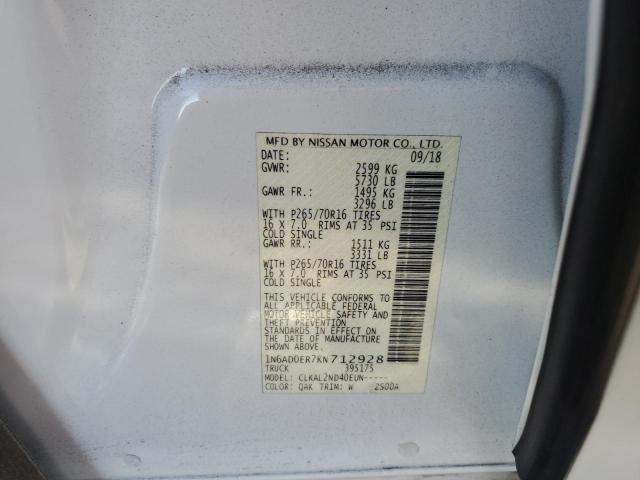 MFD BY NISSAN MOTOR CO., LTD.
DATE: 09/18
GVWR: 2599 KG
5730 LB
GAWR FR.: 1495 KG
3296 LB
WITH P265/70R16 TIRES
16 X 7.0 RIMS AT 35 PSI
COLD SINGLE
GAWR RR.: 1511 KG
3331 LB
WITH P265/70R16 TIRES
16 X 7.0 RIMS AT 35 PSI
COLD SINGLE
THIS VEHICLE CONFORMS TO
ALL APPLICABLE FEDERAL
MOTOR VEHICLE SAFETY AND
THEFT PREVENTION
STANDARDS IN EFFECT ON
THE DATE OF MANUFACTURE
SHOWN ABOVE.
1N6AD0ER7KN712928
TRUCK 395175
MODEL: CLKAL2ND40EUN-----
COLOR: QAK TRIM: W 2500A